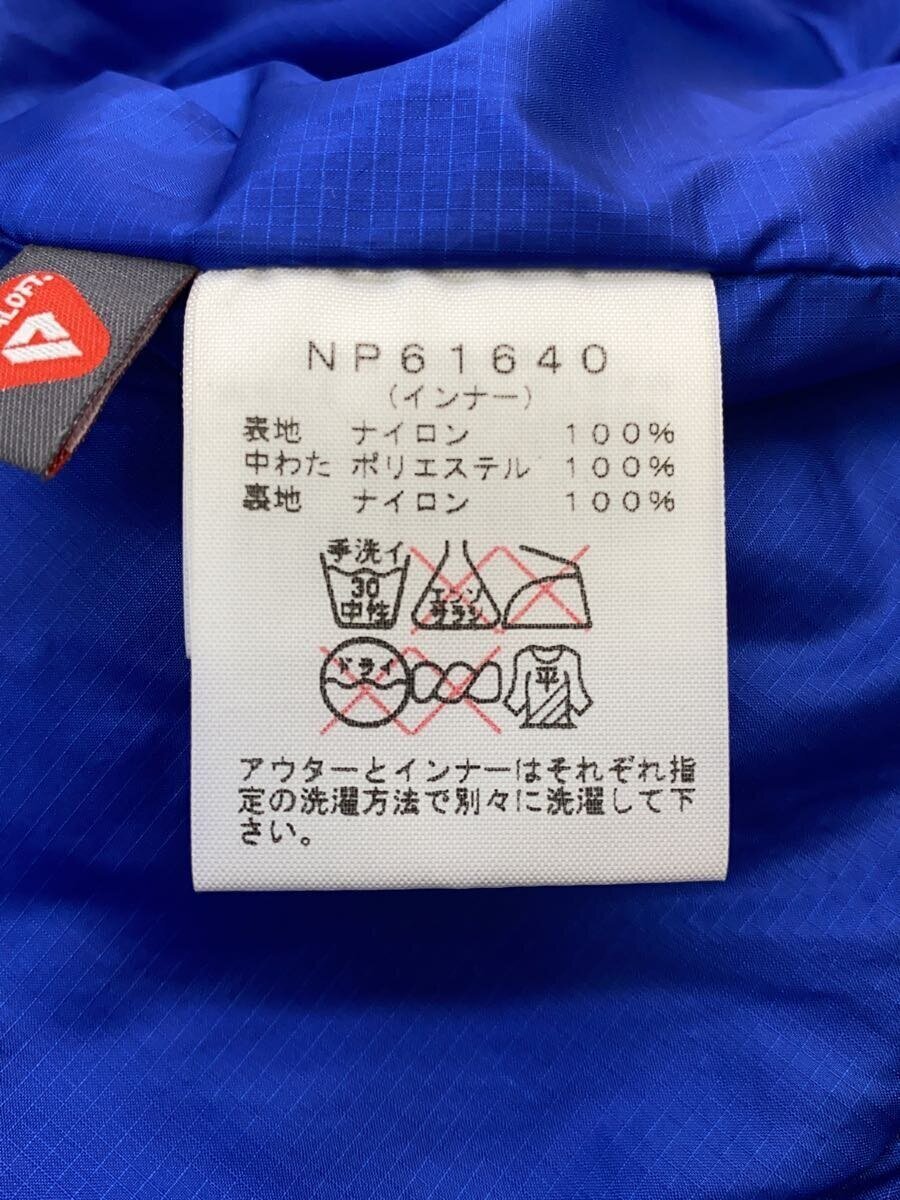 ALOFT.
NP61640
(インナー)
表地 ナイロン 100%
中わた ポリエステル 100%
裏地 ナイロン 100%
手洗イ
30
中性
エンソ
サラシ
ドライ
平
アウターとインナーはそれぞれ指
定の洗濯方法で別々に洗濯して下
さい。